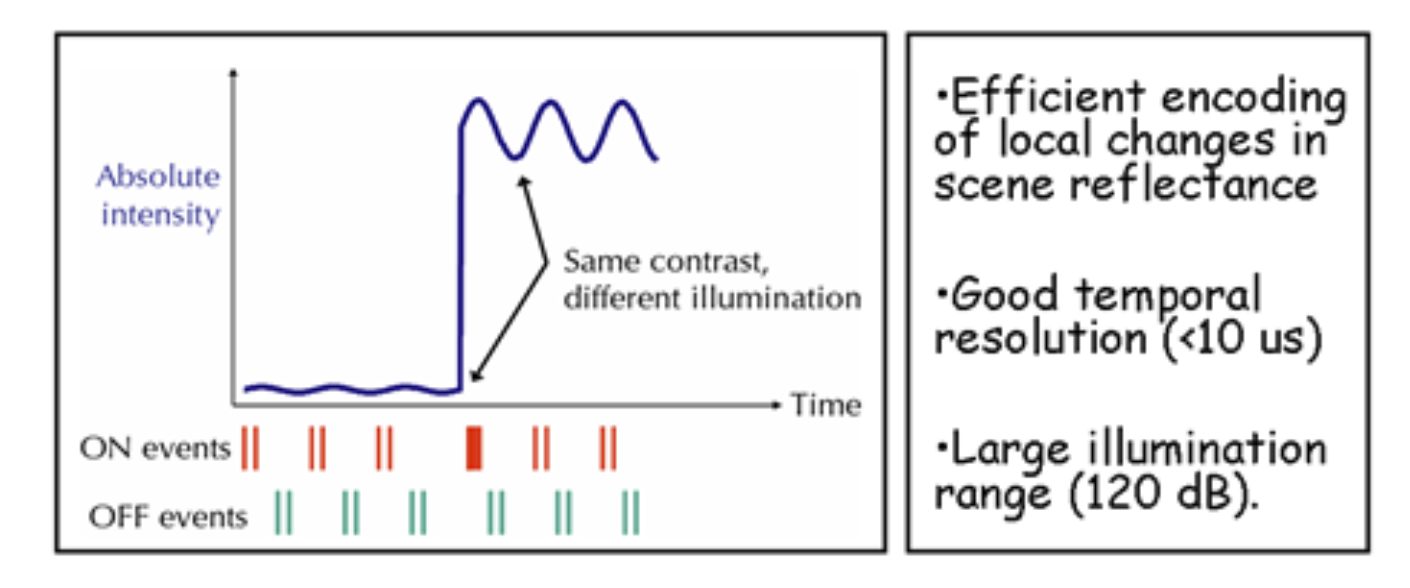 Absolute
intensity
Same contrast,
different illumination
Time
ON events
OFF events
•Efficient encoding
of local changes in
scene reflectance
•Good temporal
resolution (<10 us)
•Large illumination
range (120 dB).